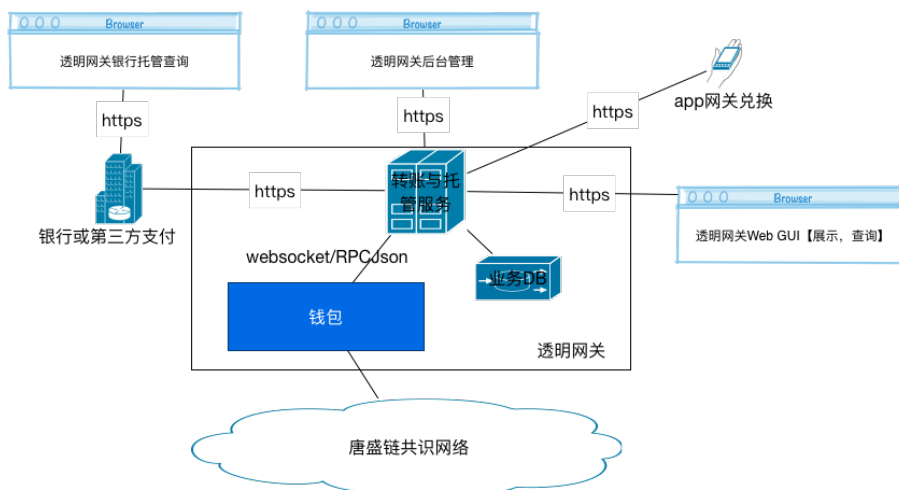 Browser
透明网关银行托管查询
Browser
透明网关后台管理
app网关兑换
https
https
https
转账与托
管服务
https
https
Browser
透明网关Web GUI【展示，查询】
银行或第三方支付
websocket/RPCJson
业务DB
钱包
透明网关
唐盛链共识网络